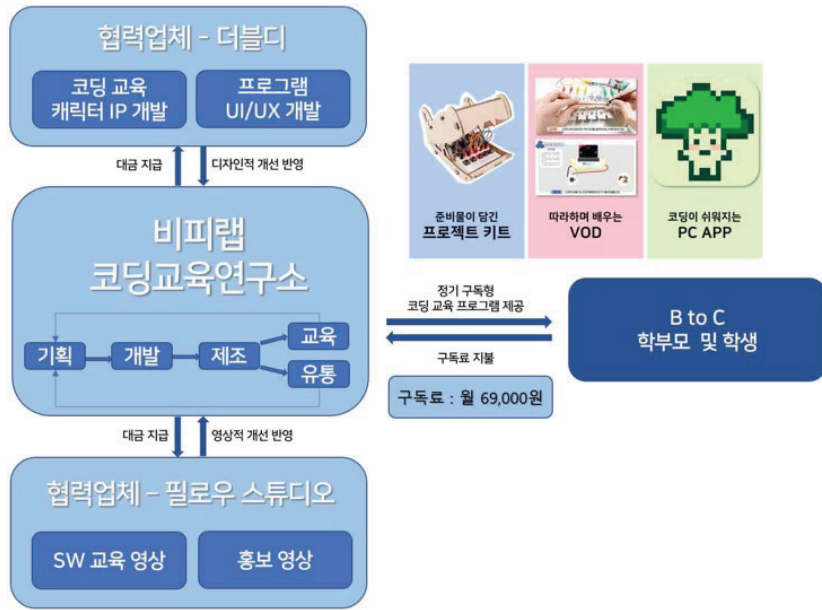 협력업체 - 더블디
코딩 교육
캐릭터 IP 개발
프로그램
UI/UX 개발
대금 지급
디자인적 개선 반영
비피랩
코딩교육연구소
기획
개발
제조
교육
유통
대금 지급
영상적 개선 반영
협력업체 – 필로우 스튜디오
SW 교육 영상
홍보 영상
준비물이 담긴
프로젝트 키트
따라하며 배우는
VOD
코딩이 쉬워지는
PC APP
정기 구독형
코딩 교육 프로그램 제공
구독료 지불
구독료 : 월 69,000원
B to C
학부모 및 학생